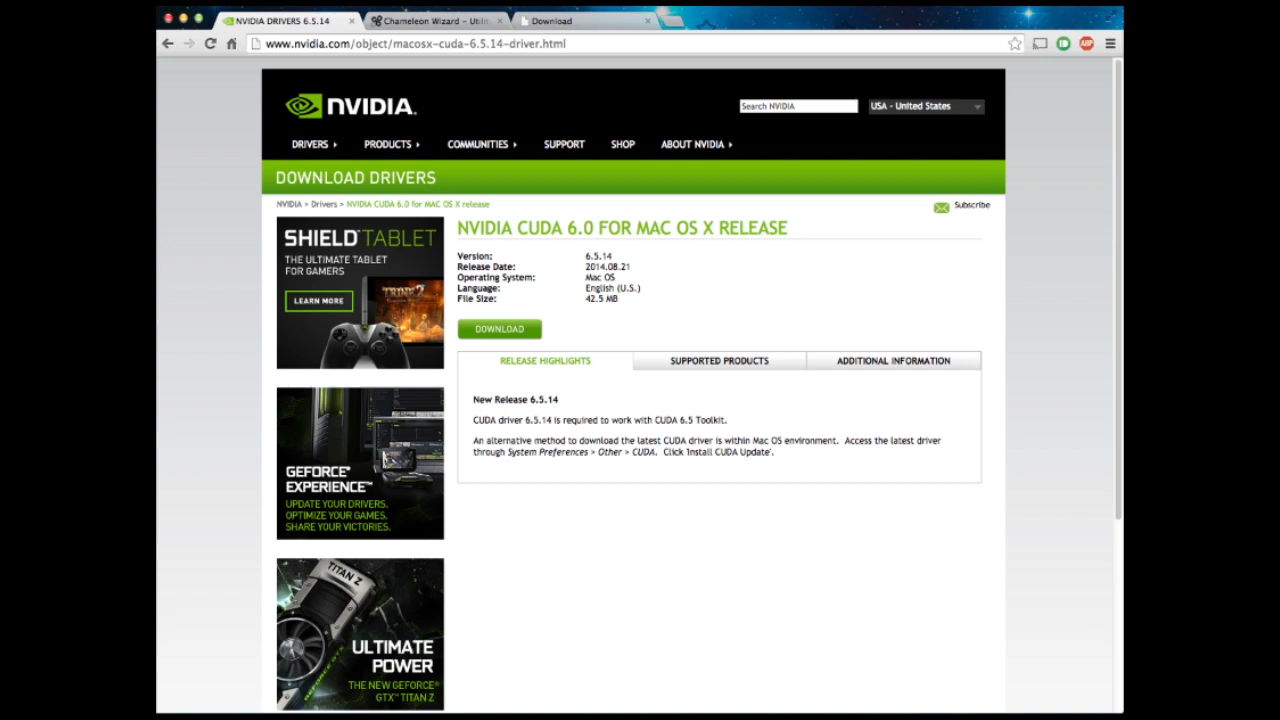 NVIDIA DRIVERS 6.5.14
Chameleon Wizard – Utilit
Download
www.nvidia.com/object/macosx-cuda-6.5.14-driver.html
ABP
NVIDIA.
Search NVIDIA
USA - United States
DRIVERS
PRODUCTS
COMMUNITIES
SUPPORT
SHOP
ABOUT NVIDIA
DOWNLOAD DRIVERS
NVIDIA > Drivers > NVIDIA CUDA 6.0 for MAC OS X release
Subscribe
SHIELD TABLET
THE ULTIMATE TABLET
FOR GAMERS
LEARN MORE
TRINE 2
NVIDIA CUDA 6.0 FOR MAC OS X RELEASE
Version: 6.5.14
Release Date: 2014.08.21
Operating System: Mac OS
Language: English (U.S.)
File Size: 42.5 MB
DOWNLOAD
RELEASE HIGHLIGHTS
SUPPORTED PRODUCTS
ADDITIONAL INFORMATION
New Release 6.5.14
CUDA driver 6.5.14 is required to work with CUDA 6.5 Toolkit.
An alternative method to download the latest CUDA driver is within Mac OS environment. Access the latest driver
through System Preferences > Other > CUDA. Click 'Install CUDA Update'.
GEFORCE®
EXPERIENCE™
UPDATE YOUR DRIVERS.
OPTIMIZE YOUR GAMES.
SHARE YOUR VICTORIES.
TITAN Z
GEFORCE GTX
ULTIMATE
POWER
THE NEW GEFORCE®
GTX™ TITAN Z